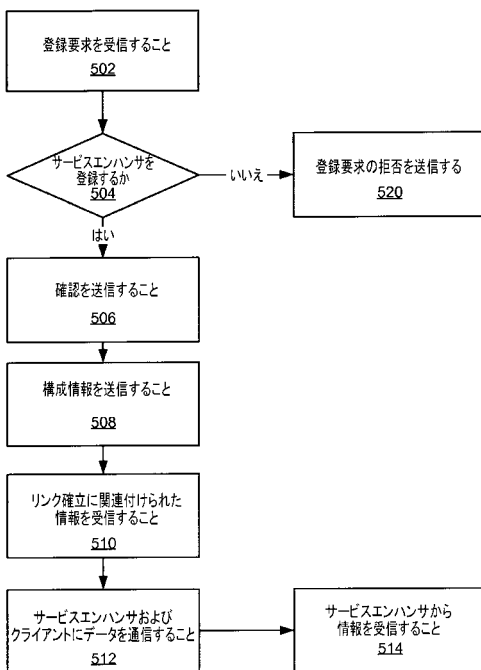 登録要求を受信すること
502
サービスエンハンサを
登録するか
504
いいえ
登録要求の拒否を送信する
520
はい
確認を送信すること
506
構成情報を送信すること
508
リンク確立に関連付けられた
情報を受信すること
510
サービスエンハンサおよび
クライアントにデータを通信すること
512
サービスエンハンサから
情報を受信すること
514